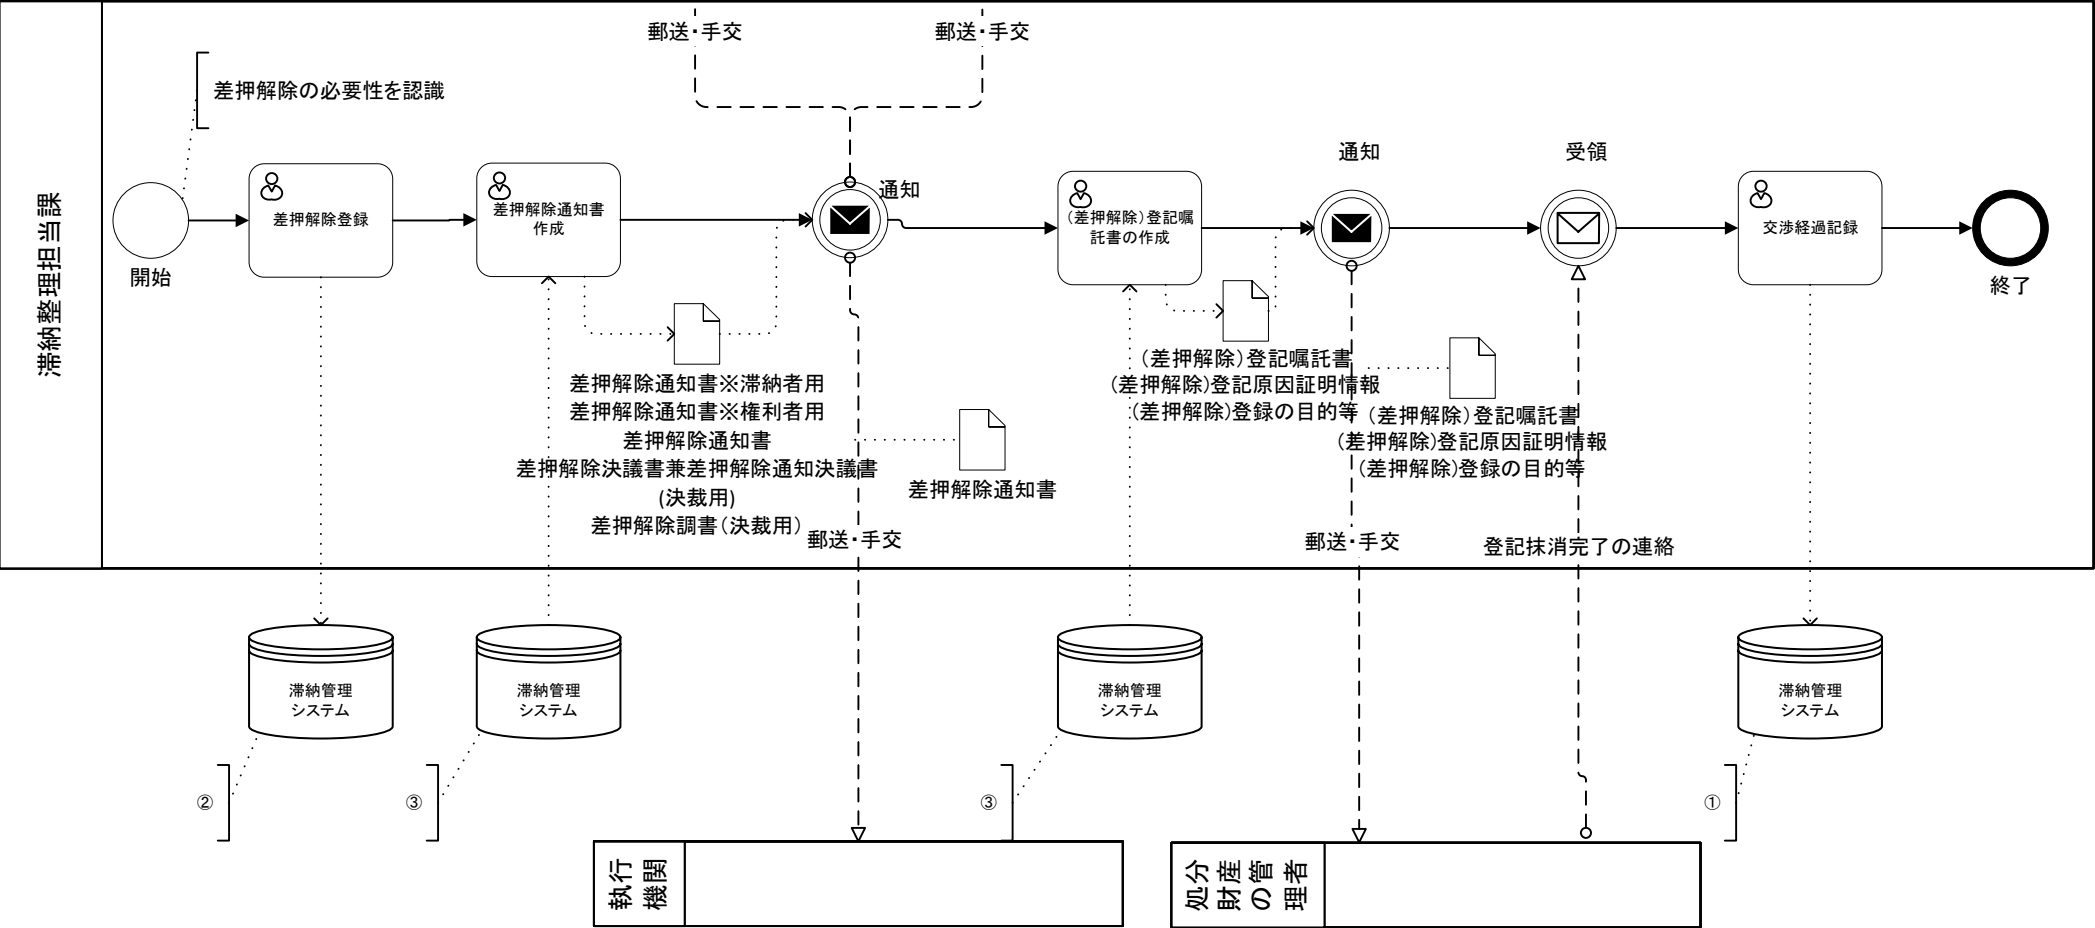 滞納整理担当課
郵送・手交
郵送・手交
差押解除の必要性を認識
開始
差押解除登録
差押解除通知書
作成
通知
（差押解除）登記嘱
託書の作成
通知
受領
交渉経過記録
終了
差押解除通知書※滞納者用
差押解除通知書※権利者用
差押解除通知書
差押解除決議書兼差押解除通知決議書
(決裁用)
差押解除調書（決裁用）
差押解除通知書
郵送・手交
（差押解除）登記嘱託書
（差押解除)登記原因証明情報
（差押解除)登録の目的等
（差押解除）登記嘱託書
（差押解除)登記原因証明情報
（差押解除)登録の目的等
郵送・手交
登記抹消完了の連絡
滞納管理
システム
滞納管理
システム
滞納管理
システム
滞納管理
システム
②
③
③
①
執行
機関
処分
財産
の管
理者